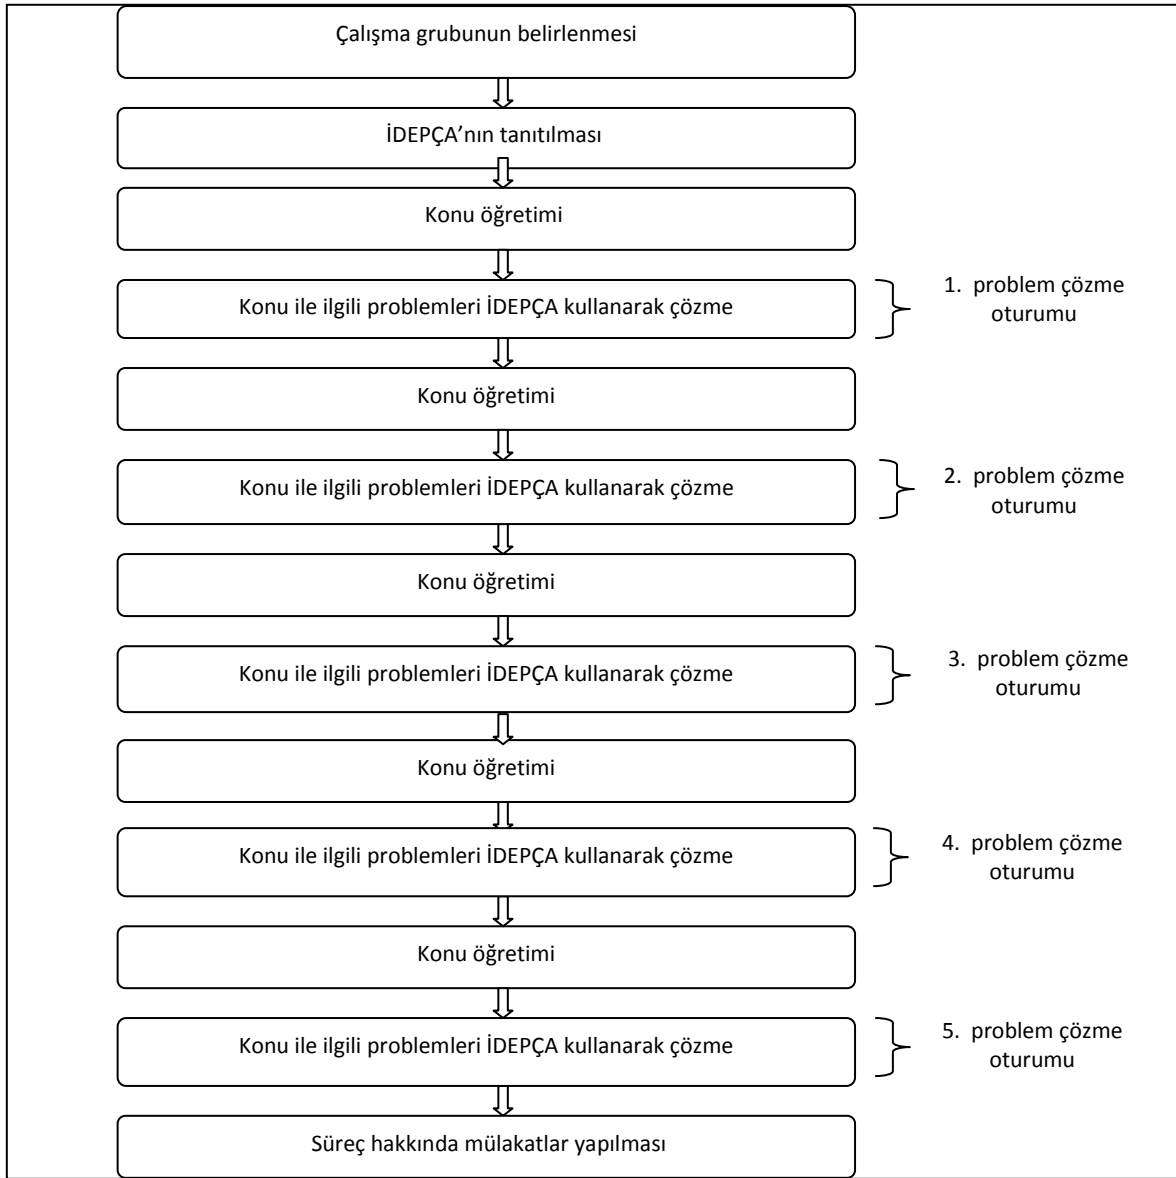 Çalışma grubunun belirlenmesi
İDEPÇA’nın tanıtılması
Konu öğretimi
Konu ile ilgili problemleri İDEPÇA kullanarak çözme
1. problem çözme
oturumu
Konu öğretimi
Konu ile ilgili problemleri İDEPÇA kullanarak çözme
2. problem çözme
oturumu
Konu öğretimi
Konu ile ilgili problemleri İDEPÇA kullanarak çözme
3. problem çözme
oturumu
Konu öğretimi
Konu ile ilgili problemleri İDEPÇA kullanarak çözme
4. problem çözme
oturumu
Konu öğretimi
Konu ile ilgili problemleri İDEPÇA kullanarak çözme
5. problem çözme
oturumu
Süreç hakkında mülakatlar yapılması